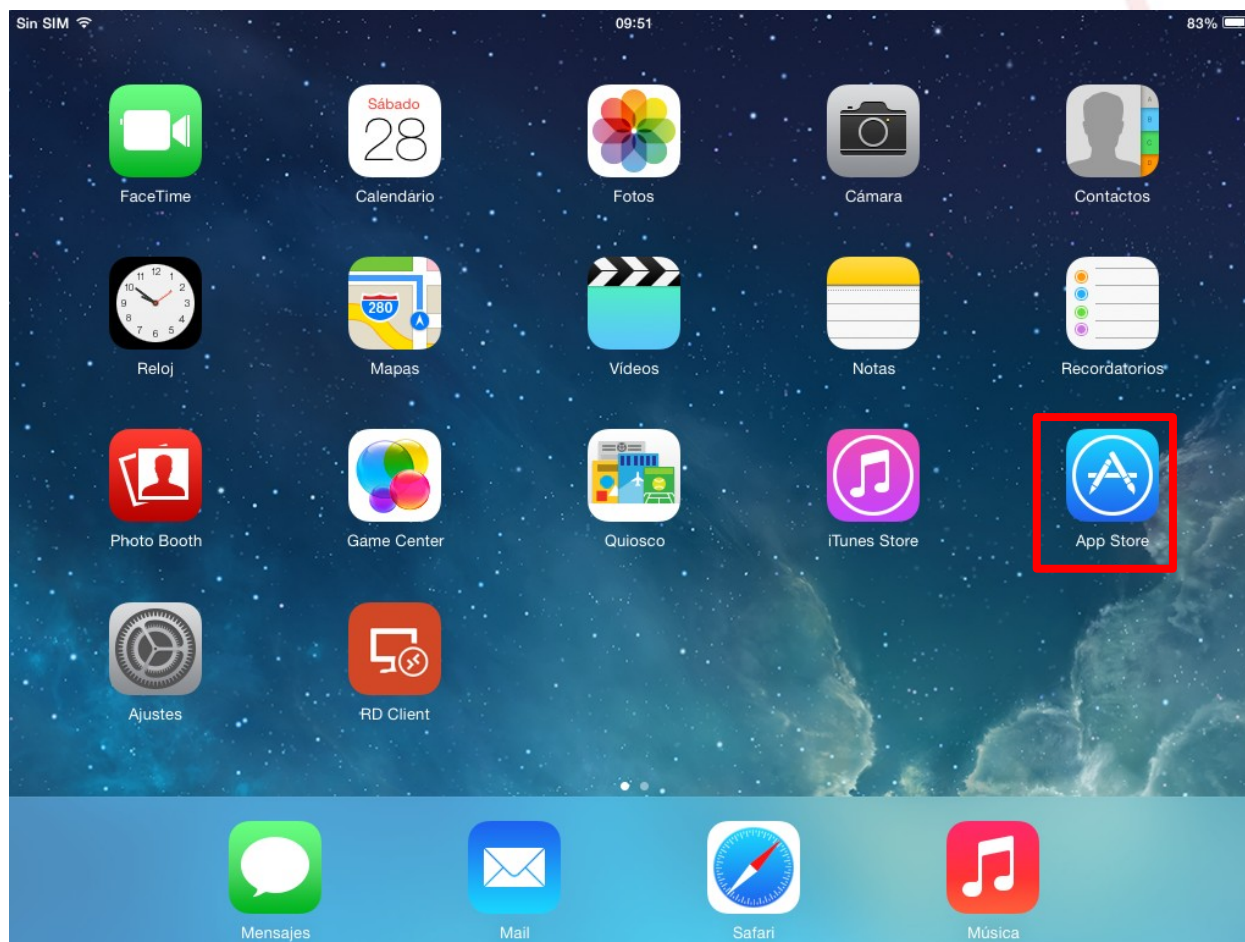 Sin SIM 09:51 83%
Sábado
28
FaceTime Calendario Fotos Cámara Contactos
280
Reloj Mapas Vídeos Notas Recordatorios
Photo Booth Game Center Quiosco iTunes Store App Store
Ajustes RD Client
Mensajes Mail Safari Música